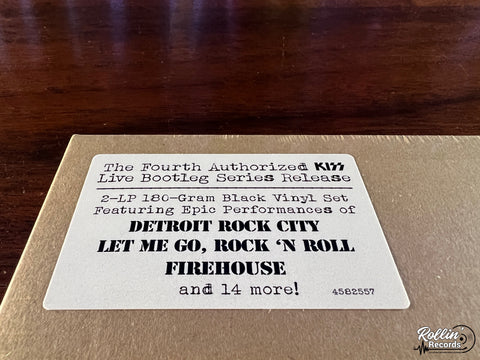 The Fourth Authorized KISS
Live Bootleg Series Release
2-LP 180-Gram Black Vinyl Set
Featuring Epic Performances of
DETROIT ROCK CITY
LET ME GO, ROCK 'N ROLL
FIREHOUSE
and 14 more!
4582557
Rollin
Records